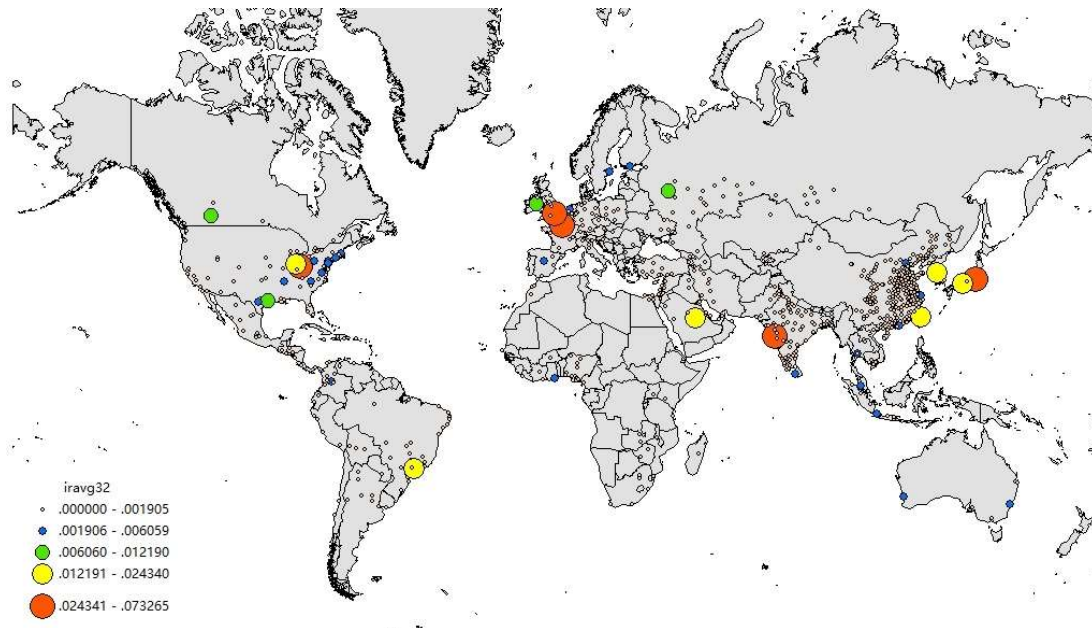 iravg32
.000000 - .001905
.001906 - .006059
.006060 - .012190
.012191 - .024340
.024341 - .073265